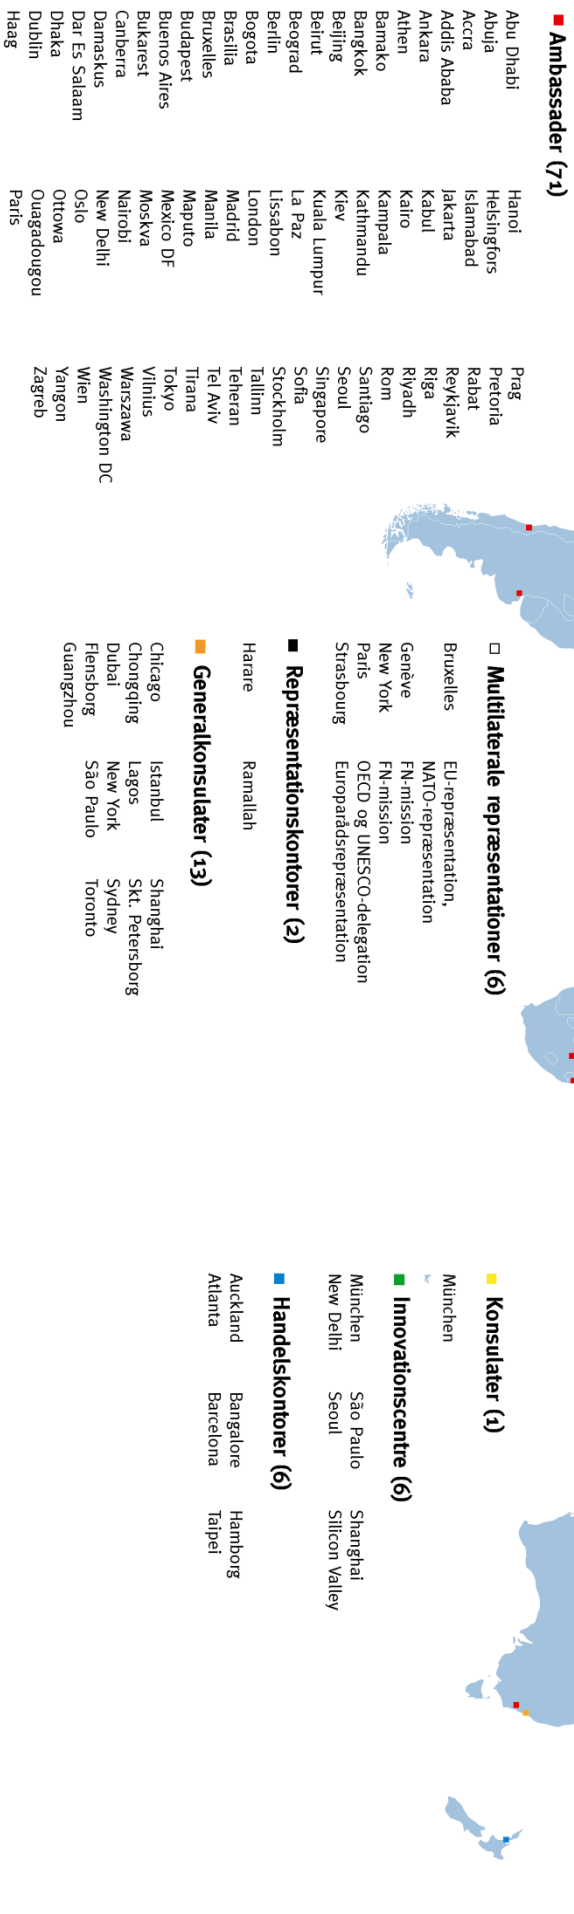 Ambassader (71)
Abu Dhabi
Abuja
Accra
Addis Ababa
Ankara
Athen
Bamako
Bangkok
Beijing
Beirut
Beograd
Berlin
Bogota
Brasilia
Bruxelles
Budapest
Buenos Aires
Bukarest
Canberra
Damaskus
Dar Es Salaam
Dhaka
Dublin
Haag
Hanoi
Helsingfors
Islamabad
Jakarta
Kabul
Kairo
Kampala
Kathmandu
Kiev
Kuala Lumpur
La Paz
Lissabon
London
Madrid
Manila
Maputo
Mexico DF
Moskva
Nairobi
New Delhi
Oslo
Ottowa
Ouagadougou
Paris
Prag
Pretoria
Rabat
Reykjavik
Riga
Riyadh
Rom
Santiago
Seoul
Singapore
Sofia
Stockholm
Tallinn
Teheran
Tel Aviv
Tirana
Tokyo
Vilnius
Warszawa
Washington DC
Wien
Yangon
Zagreb
Multilaterale repræsentationer (6)
Bruxelles EU-repræsentation,
NATO-repræsentation
Genève FN-mission
New York FN-mission
Paris OECD og UNESCO-delegation
Strasbourg Europarådsrepræsentation
Repræsentationskontorer (2)
Harare Ramallah
Generalkonsulater (13)
Chicago Istanbul Shanghai
Chongqing Lagos Skt. Petersborg
Dubai New York Sydney
Flensborg São Paulo Toronto
Guangzhou
Konsulater (1)
München
Innovationscentre (6)
München São Paulo Shanghai
New Delhi Seoul Silicon Valley
Handelskontorer (6)
Auckland Bangalore Hamborg
Atlanta Barcelona Taipei